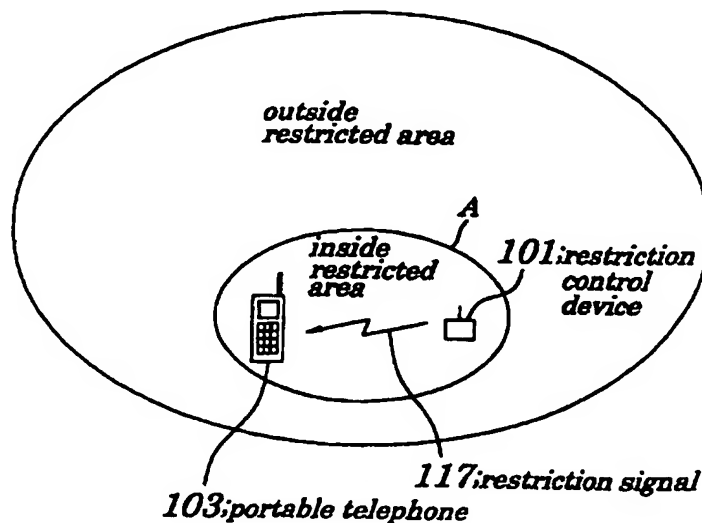 outside
restricted area
A
inside
restricted
area
101;restriction
control
device
117;restriction signal
103;portable telephone